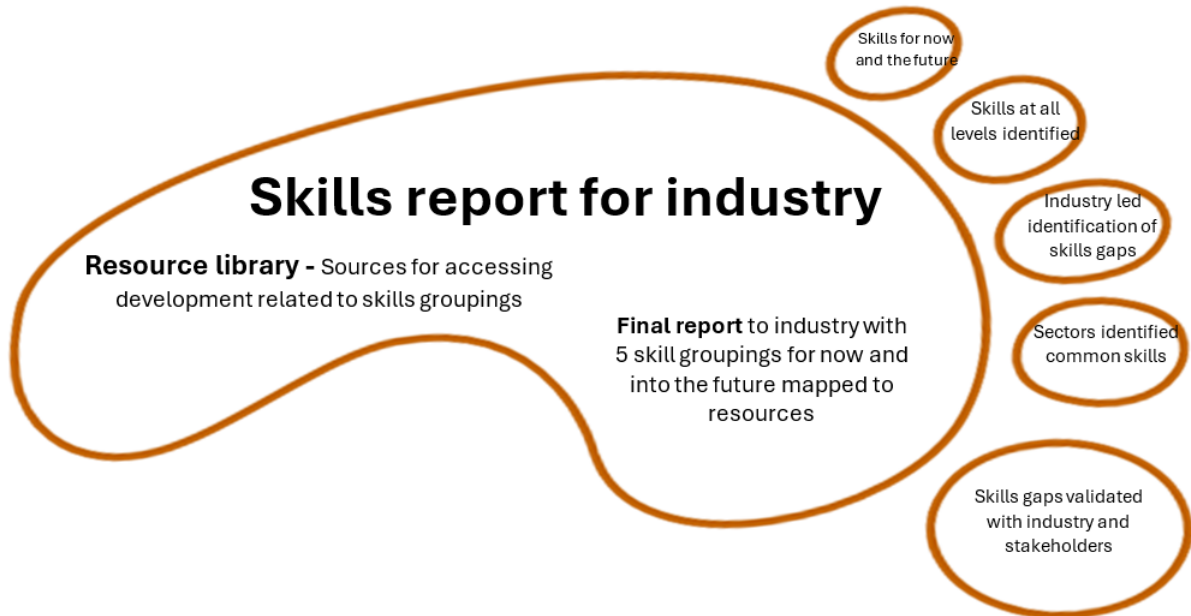 Skills for now
and the future
Skills at all
levels identified
Skills report for industry
Industry led
identification of
skills gaps
Resource library - Sources for accessing
development related to skills groupings
Final report to industry with
5 skill groupings for now and
into the future mapped to
resources
Sectors identified
common skills
Skills gaps validated
with industry and
stakeholders